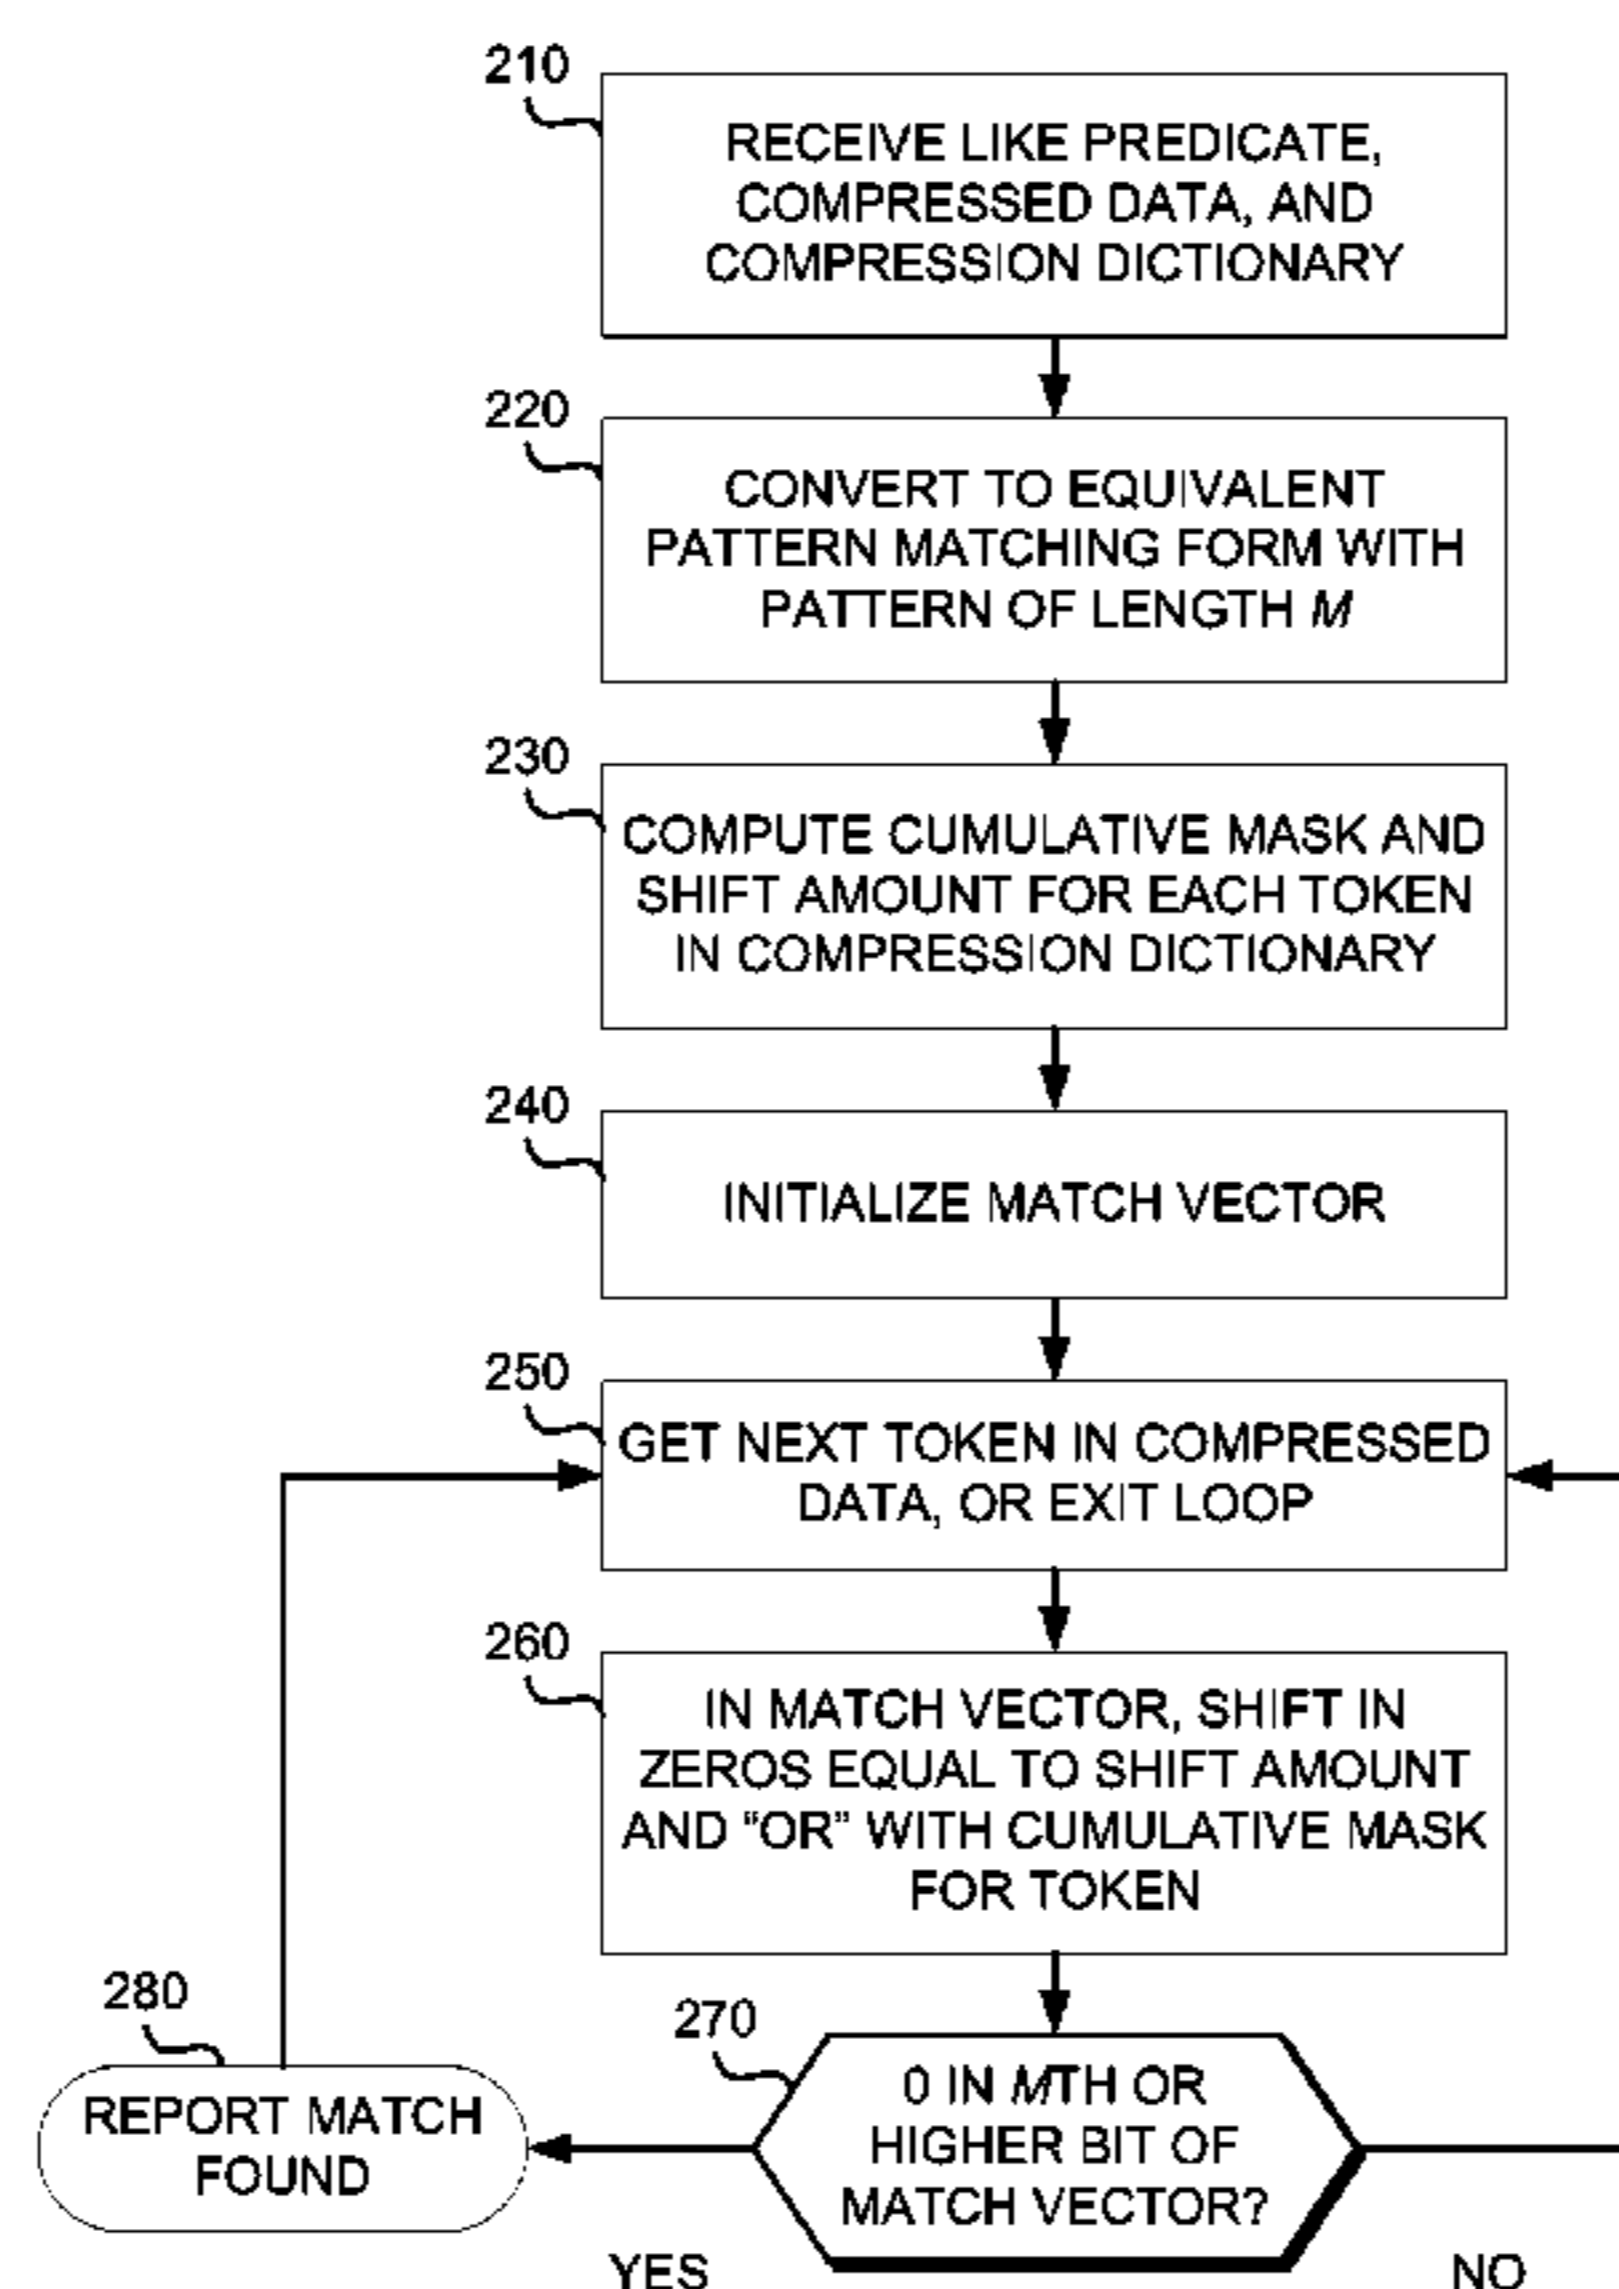 210
RECEIVE LIKE PREDICATE,
COMPRESSED DATA, AND
COMPRESSION DICTIONARY
220
CONVERT TO EQUIVALENT
PATTERN MATCHING FORM WITH
PATTERN OF LENGTH M
230
COMPUTE CUMULATIVE MASK AND
SHIFT AMOUNT FOR EACH TOKEN
IN COMPRESSION DICTIONARY
240
INITIALIZE MATCH VECTOR
250
GET NEXT TOKEN IN COMPRESSED
DATA, OR EXIT LOOP
260
IN MATCH VECTOR, SHIFT IN
ZEROS EQUAL TO SHIFT AMOUNT
AND “OR” WITH CUMULATIVE MASK
FOR TOKEN
280
REPORT MATCH
FOUND
270
0 IN MTH OR
HIGHER BIT OF
MATCH VECTOR?
YES
NO